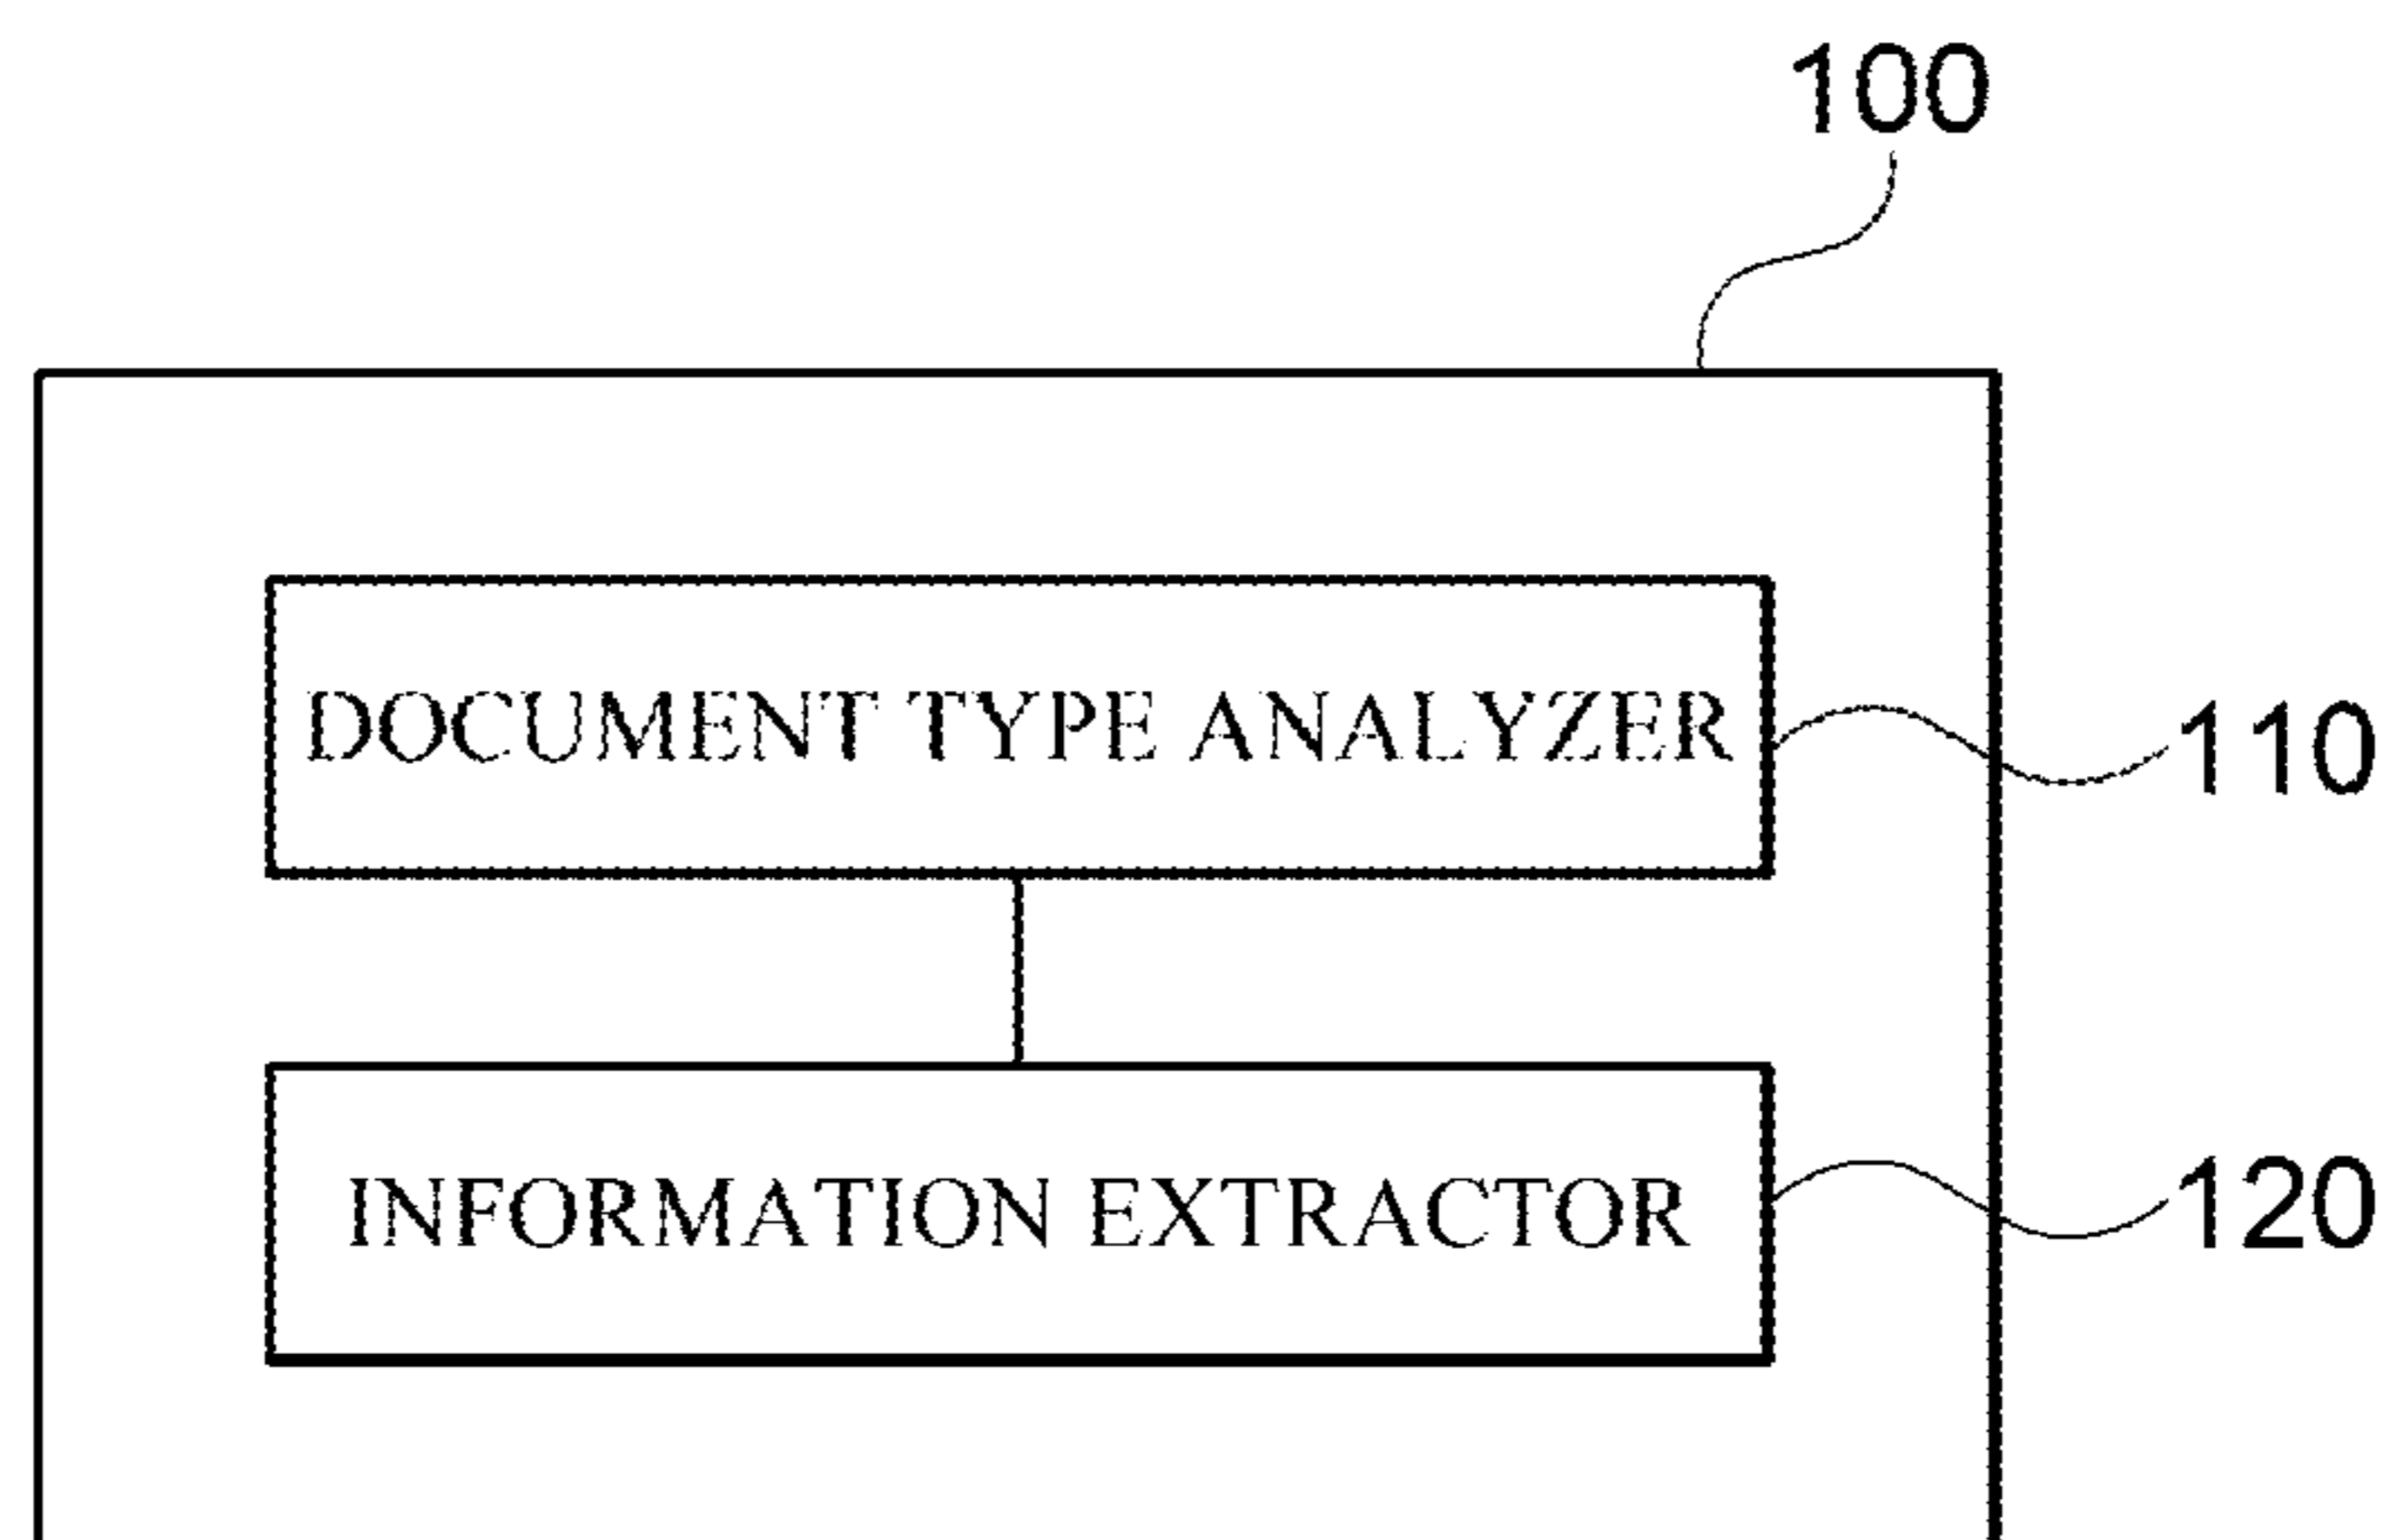 100
DOCUMENT TYPE ANALYZER
110
INFORMATION EXTRACTOR
120